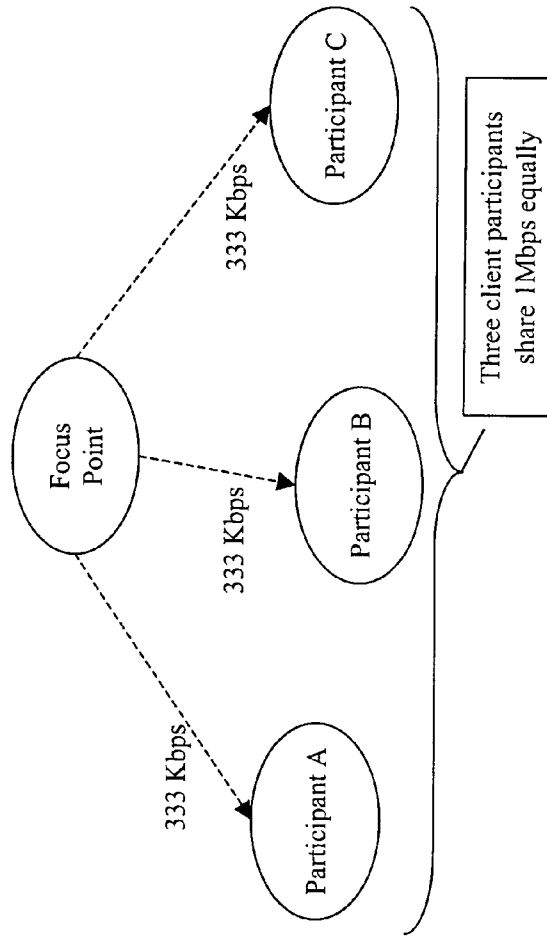 Focus
Point
333 Kbps
333 Kbps
333 Kbps
Participant A
Participant B
Participant C
Three client participants
share 1Mbps equally